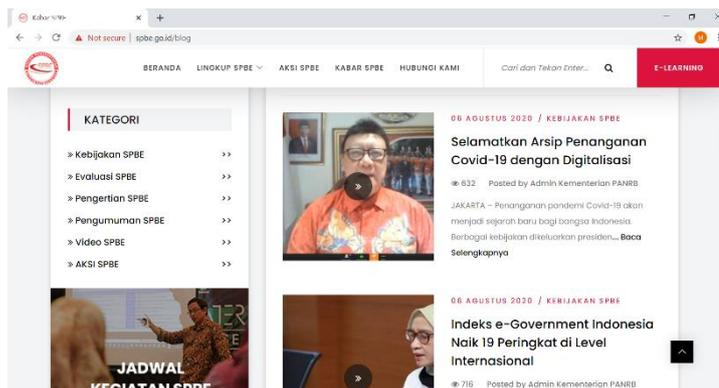 Kabar SPBE
Not secure | spbe.go.id/blog
BERANDA LINGKUP SPBE AKSI SPBE KABAR SPBE HUBUNGI KAMI Cari dan Tekan Enter... E-LEARNING
KATEGORI
» Kebijakan SPBE >>
» Evaluasi SPBE >>
» Pengertian SPBE >>
» Pengumuman SPBE >>
» Video SPBE >>
» AKSI SPBE >>
JADWAL
KEGIATAN SPBE
06 AGUSTUS 2020 / KEBIJAKAN SPBE
Selamatkan Arsip Penanganan
Covid-19 dengan Digitalisasi
632 Posted by Admin Kementerian PANRB
JAKARTA – Penanganan pandemi Covid-19 akan
menjadi sejarah baru bagi bangsa Indonesia.
Berbagai kebijakan dikeluarkan presiden... Baca
Selengkapnya
06 AGUSTUS 2020 / KEBIJAKAN SPBE
Indeks e-Government Indonesia
Naik 19 Peringkat di Level
Internasional
716 Posted by Admin Kementerian PANRB